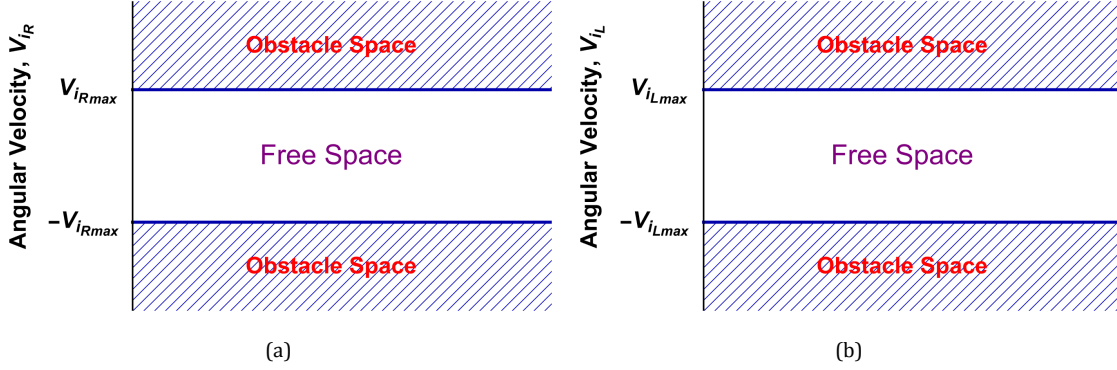 Angular Velocity, V_{i_R}
Obstacle Space
V_{i_{Rmax}}
Free Space
−V_{i_{Rmax}}
Obstacle Space
(a)
Angular Velocity, V_{i_L}
Obstacle Space
V_{i_{Lmax}}
Free Space
−V_{i_{Lmax}}
Obstacle Space
(b)